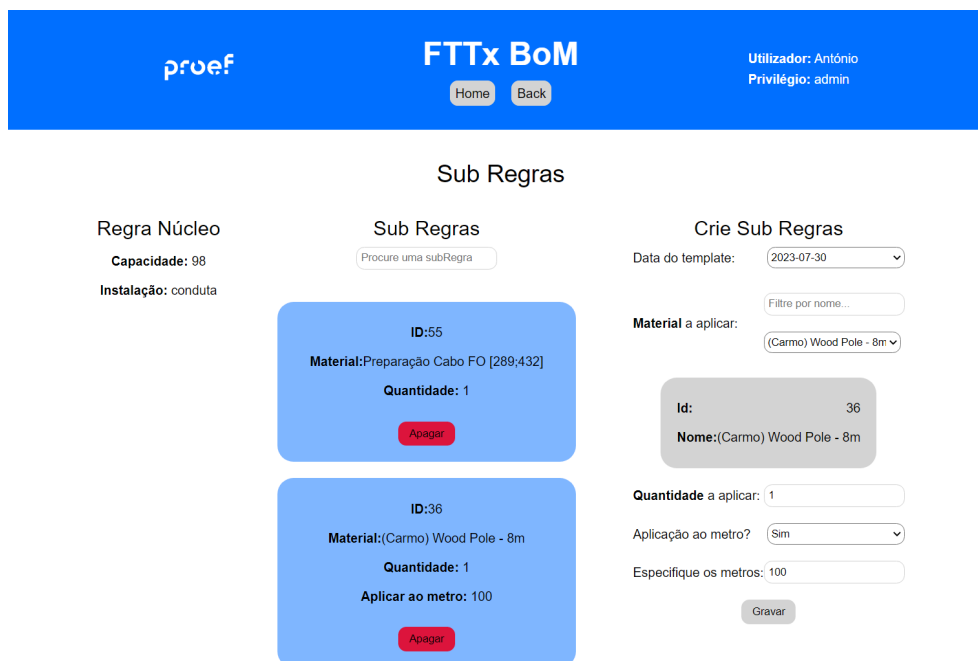 proef
FTTx BoM
Home Back
Utilizador: António
Privilégio: admin
Sub Regras
Regra Núcleo
Capacidade: 98
Instalação: conduta
Sub Regras
Procure uma subRegra
ID:55
Material:Preparação Cabo FO [289;432]
Quantidade: 1
Apagar
ID:36
Material:(Carmo) Wood Pole - 8m
Quantidade: 1
Aplicar ao metro: 100
Apagar
Crie Sub Regras
Data do template: 2023-07-30
Filtre por nome...
Material a aplicar:
(Carmo) Wood Pole - 8m
Id: 36
Nome:(Carmo) Wood Pole - 8m
Quantidade a aplicar: 1
Aplicação ao metro? Sim
Especifique os metros: 100
Gravar